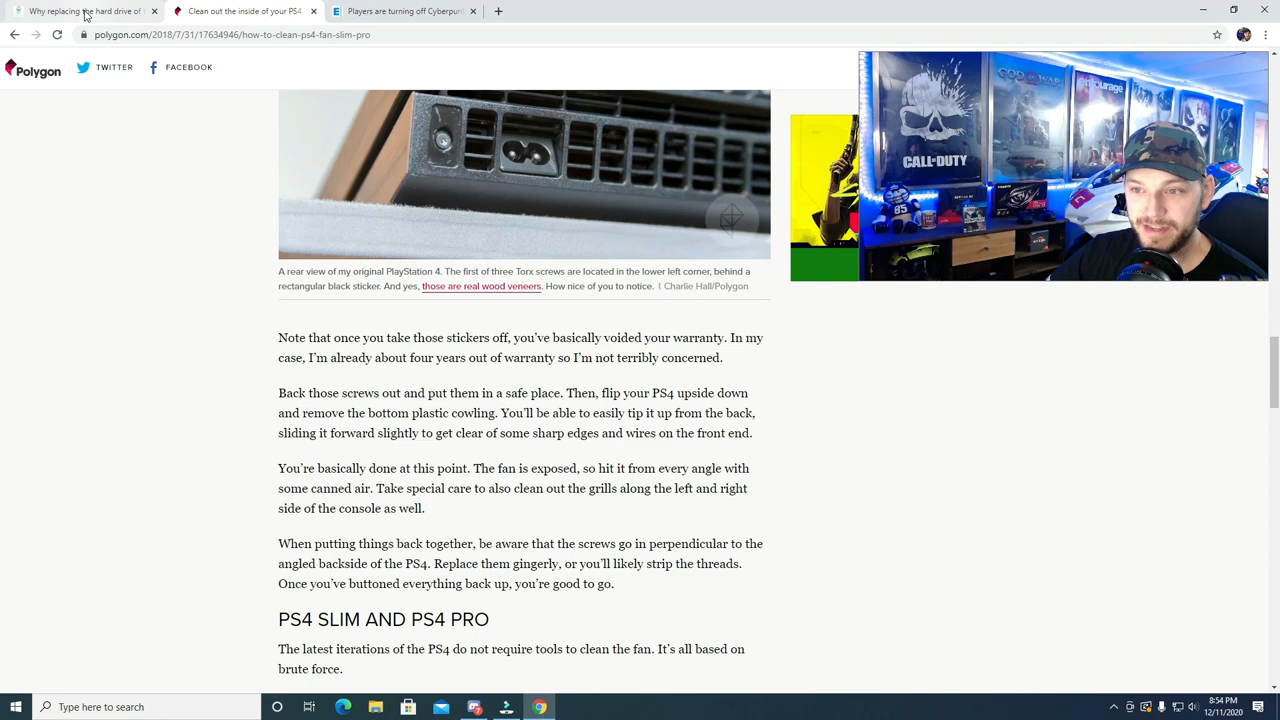 Why replacing the hard drive of
Clean out the inside of your PS4
Players are turning off Cyberpunk
polygon.com/2018/7/31/17634946/how-to-clean-ps4-fan-slim-pro
Polygon
TWITTER
FACEBOOK
CALL OF DUTY
GOD OF WAR
entourage
85
A rear view of my original PlayStation 4. The first of three Torx screws are located in the lower left corner, behind a
rectangular black sticker. And yes, those are real wood veneers. How nice of you to notice. | Charlie Hall/Polygon
Note that once you take those stickers off, you’ve basically voided your warranty. In my
case, I’m already about four years out of warranty so I’m not terribly concerned.
Back those screws out and put them in a safe place. Then, flip your PS4 upside down
and remove the bottom plastic cowling. You’ll be able to easily tip it up from the back,
sliding it forward slightly to get clear of some sharp edges and wires on the front end.
You’re basically done at this point. The fan is exposed, so hit it from every angle with
some canned air. Take special care to also clean out the grills along the left and right
side of the console as well.
When putting things back together, be aware that the screws go in perpendicular to the
angled backside of the PS4. Replace them gingerly, or you’ll likely strip the threads.
Once you’ve buttoned everything back up, you’re good to go.
PS4 SLIM AND PS4 PRO
The latest iterations of the PS4 do not require tools to clean the fan. It’s all based on
brute force.
Type here to search
8:54 PM
12/11/2020